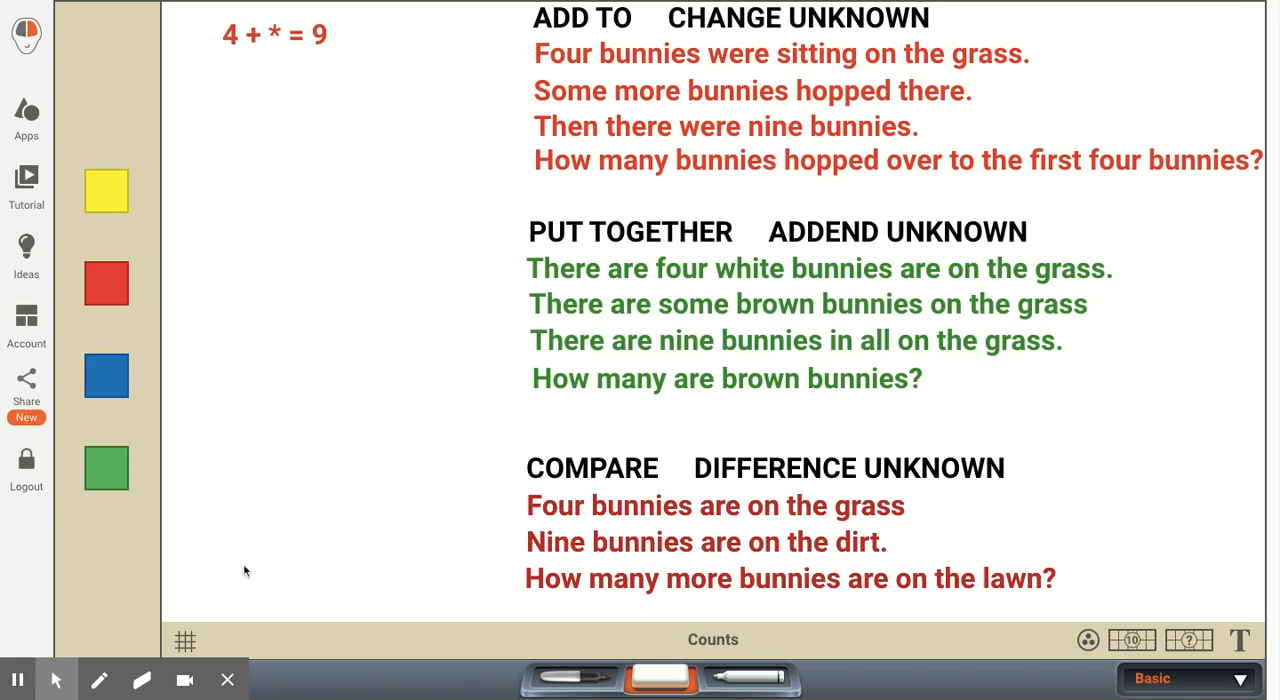 4 + * = 9
ADD TO CHANGE UNKNOWN
Four bunnies were sitting on the grass.
Some more bunnies hopped there.
Then there were nine bunnies.
How many bunnies hopped over to the first four bunnies?
PUT TOGETHER ADDEND UNKNOWN
There are four white bunnies are on the grass.
There are some brown bunnies on the grass
There are nine bunnies in all on the grass.
How many are brown bunnies?
COMPARE DIFFERENCE UNKNOWN
Four bunnies are on the grass
Nine bunnies are on the dirt.
How many more bunnies are on the lawn?
Apps
Tutorial
Ideas
Account
Share
New
Logout
Counts
10
?
T
Basic